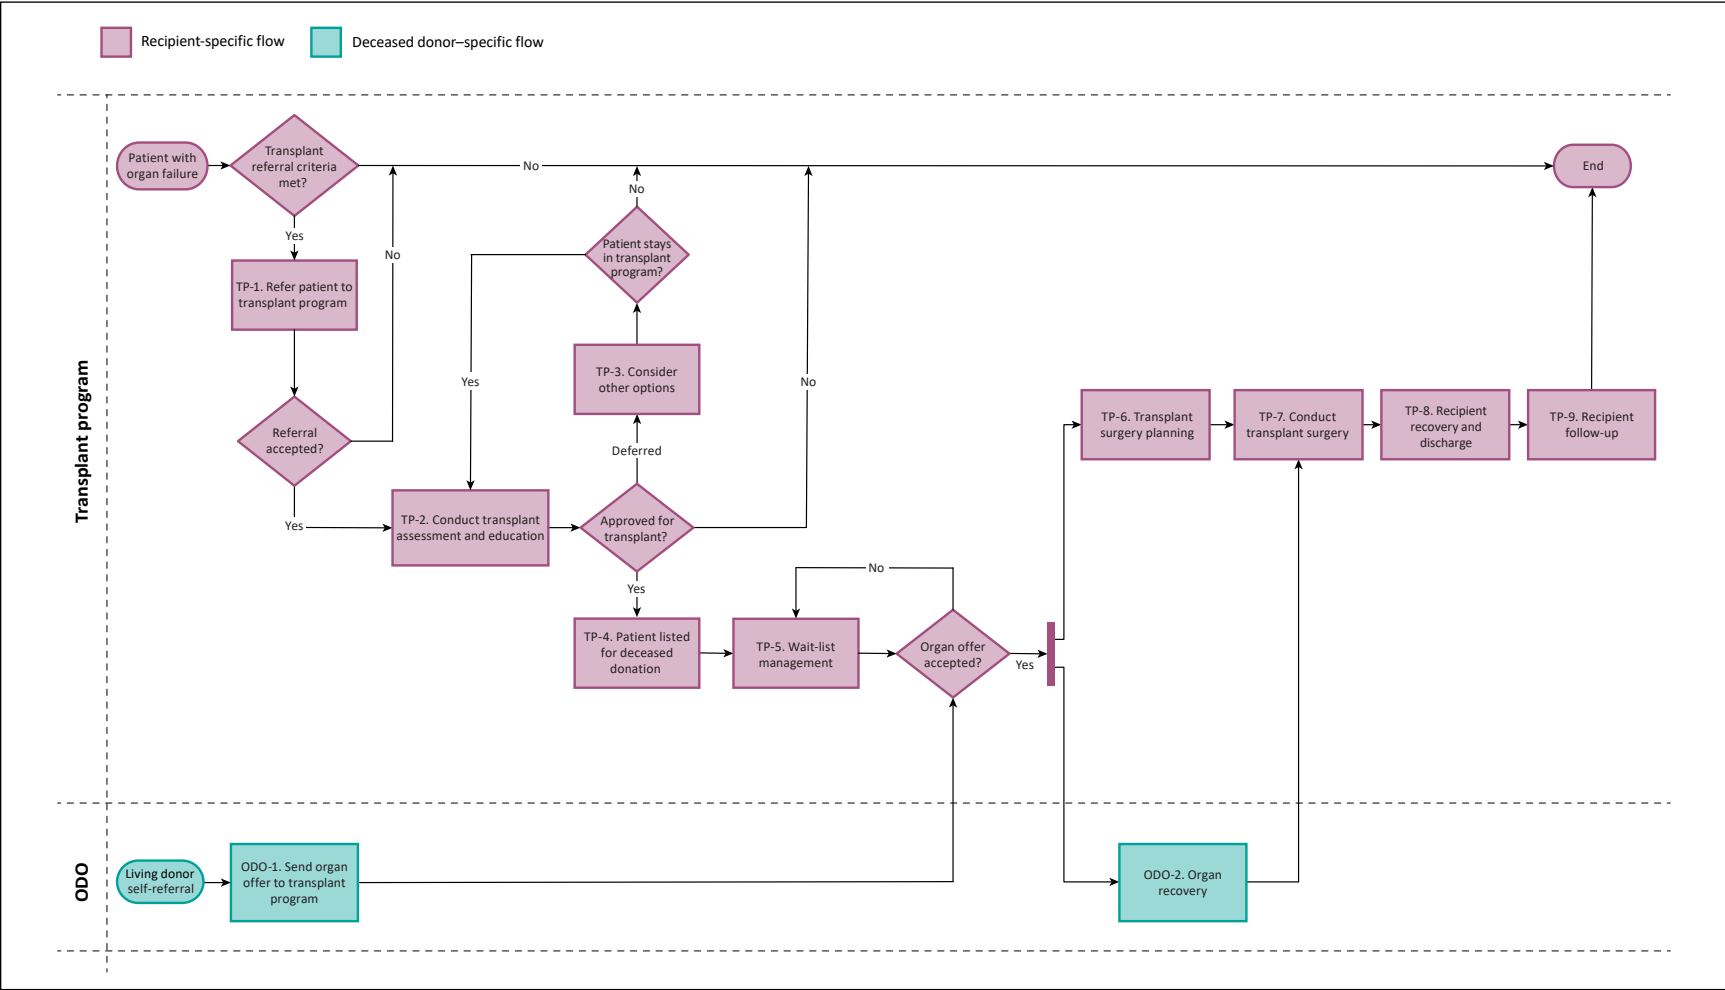 Recipient-specific flow
Deceased donor–specific flow
Transplant program
Patient with
organ failure
Transplant
referral criteria
met?
No
End
Yes
TP-1. Refer patient to
transplant program
No
Referral
accepted?
Yes
TP-2. Conduct transplant
assessment and education
Yes
No
Patient stays
in transplant
program?
TP-3. Consider
other options
Deferred
Approved for
transplant?
No
Yes
TP-4. Patient listed
for deceased
donation
TP-5. Wait-list
management
No
Organ offer
accepted?
Yes
TP-6. Transplant
surgery planning
TP-7. Conduct
transplant surgery
TP-8. Recipient
recovery and
discharge
TP-9. Recipient
follow-up
ODO
Living donor
self-referral
ODO-1. Send organ
offer to transplant
program
ODO-2. Organ
recovery